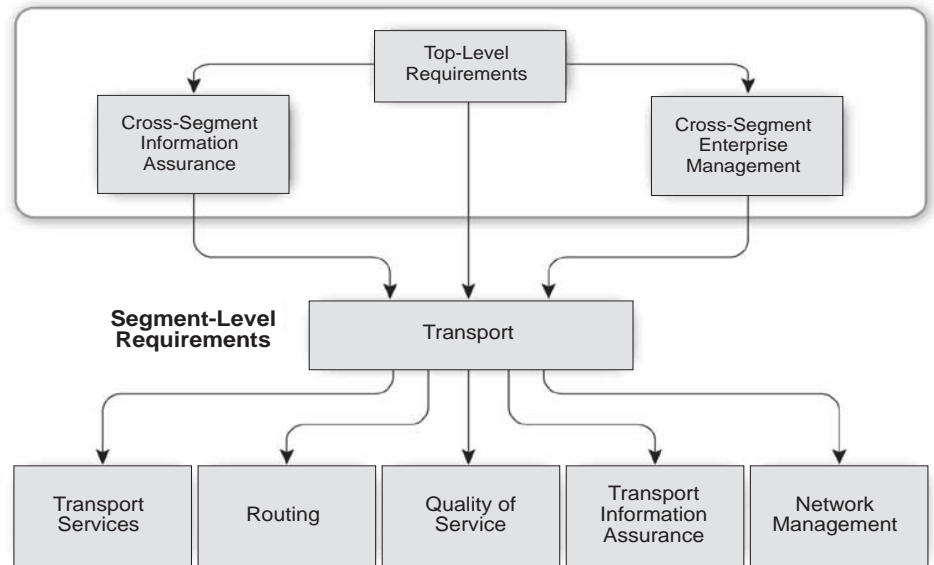 Top-Level
Requirements
Cross-Segment
Information
Assurance
Cross-Segment
Enterprise
Management
Segment-Level
Requirements
Transport
Transport
Services
Routing
Quality of
Service
Transport
Information
Assurance
Network
Management